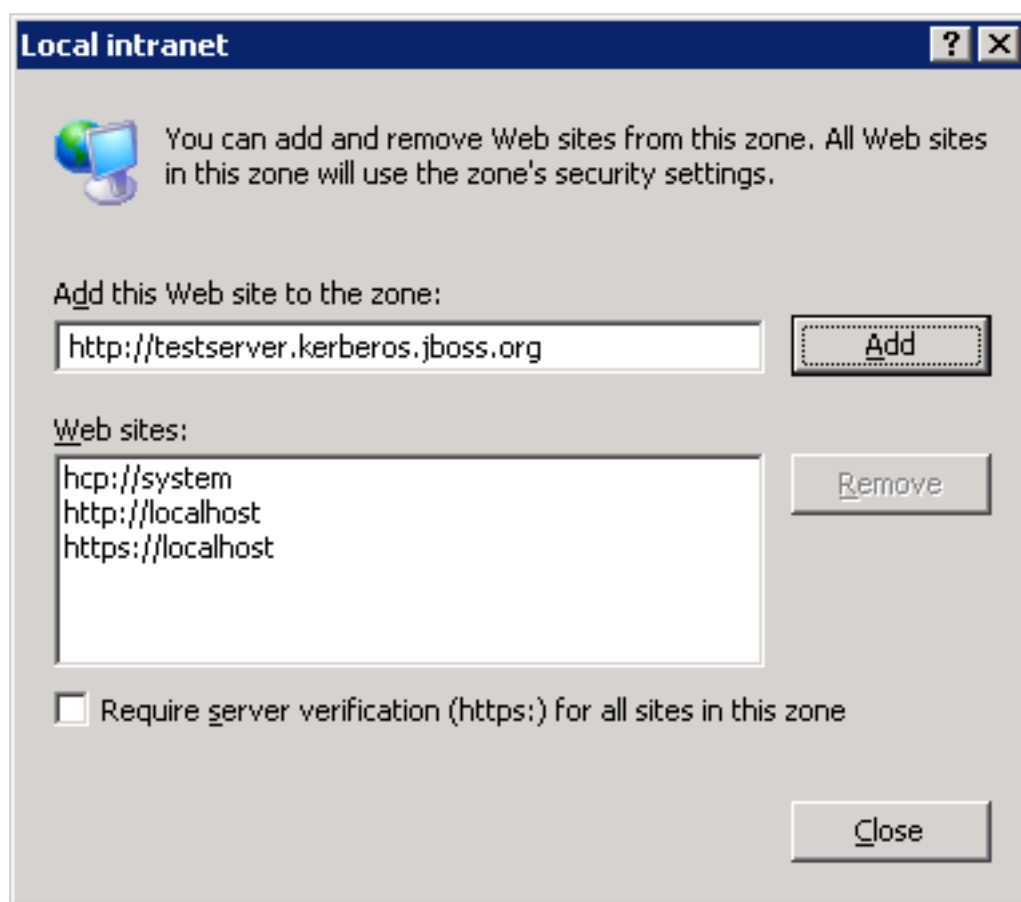 Local intranet
You can add and remove Web sites from this zone. All Web sites
in this zone will use the zone's security settings.
Add this Web site to the zone:
http://testserver.kerberos.jboss.org
Add
Web sites:
hcp://system
http://localhost
https://localhost
Remove
Require server verification (https:) for all sites in this zone
Close